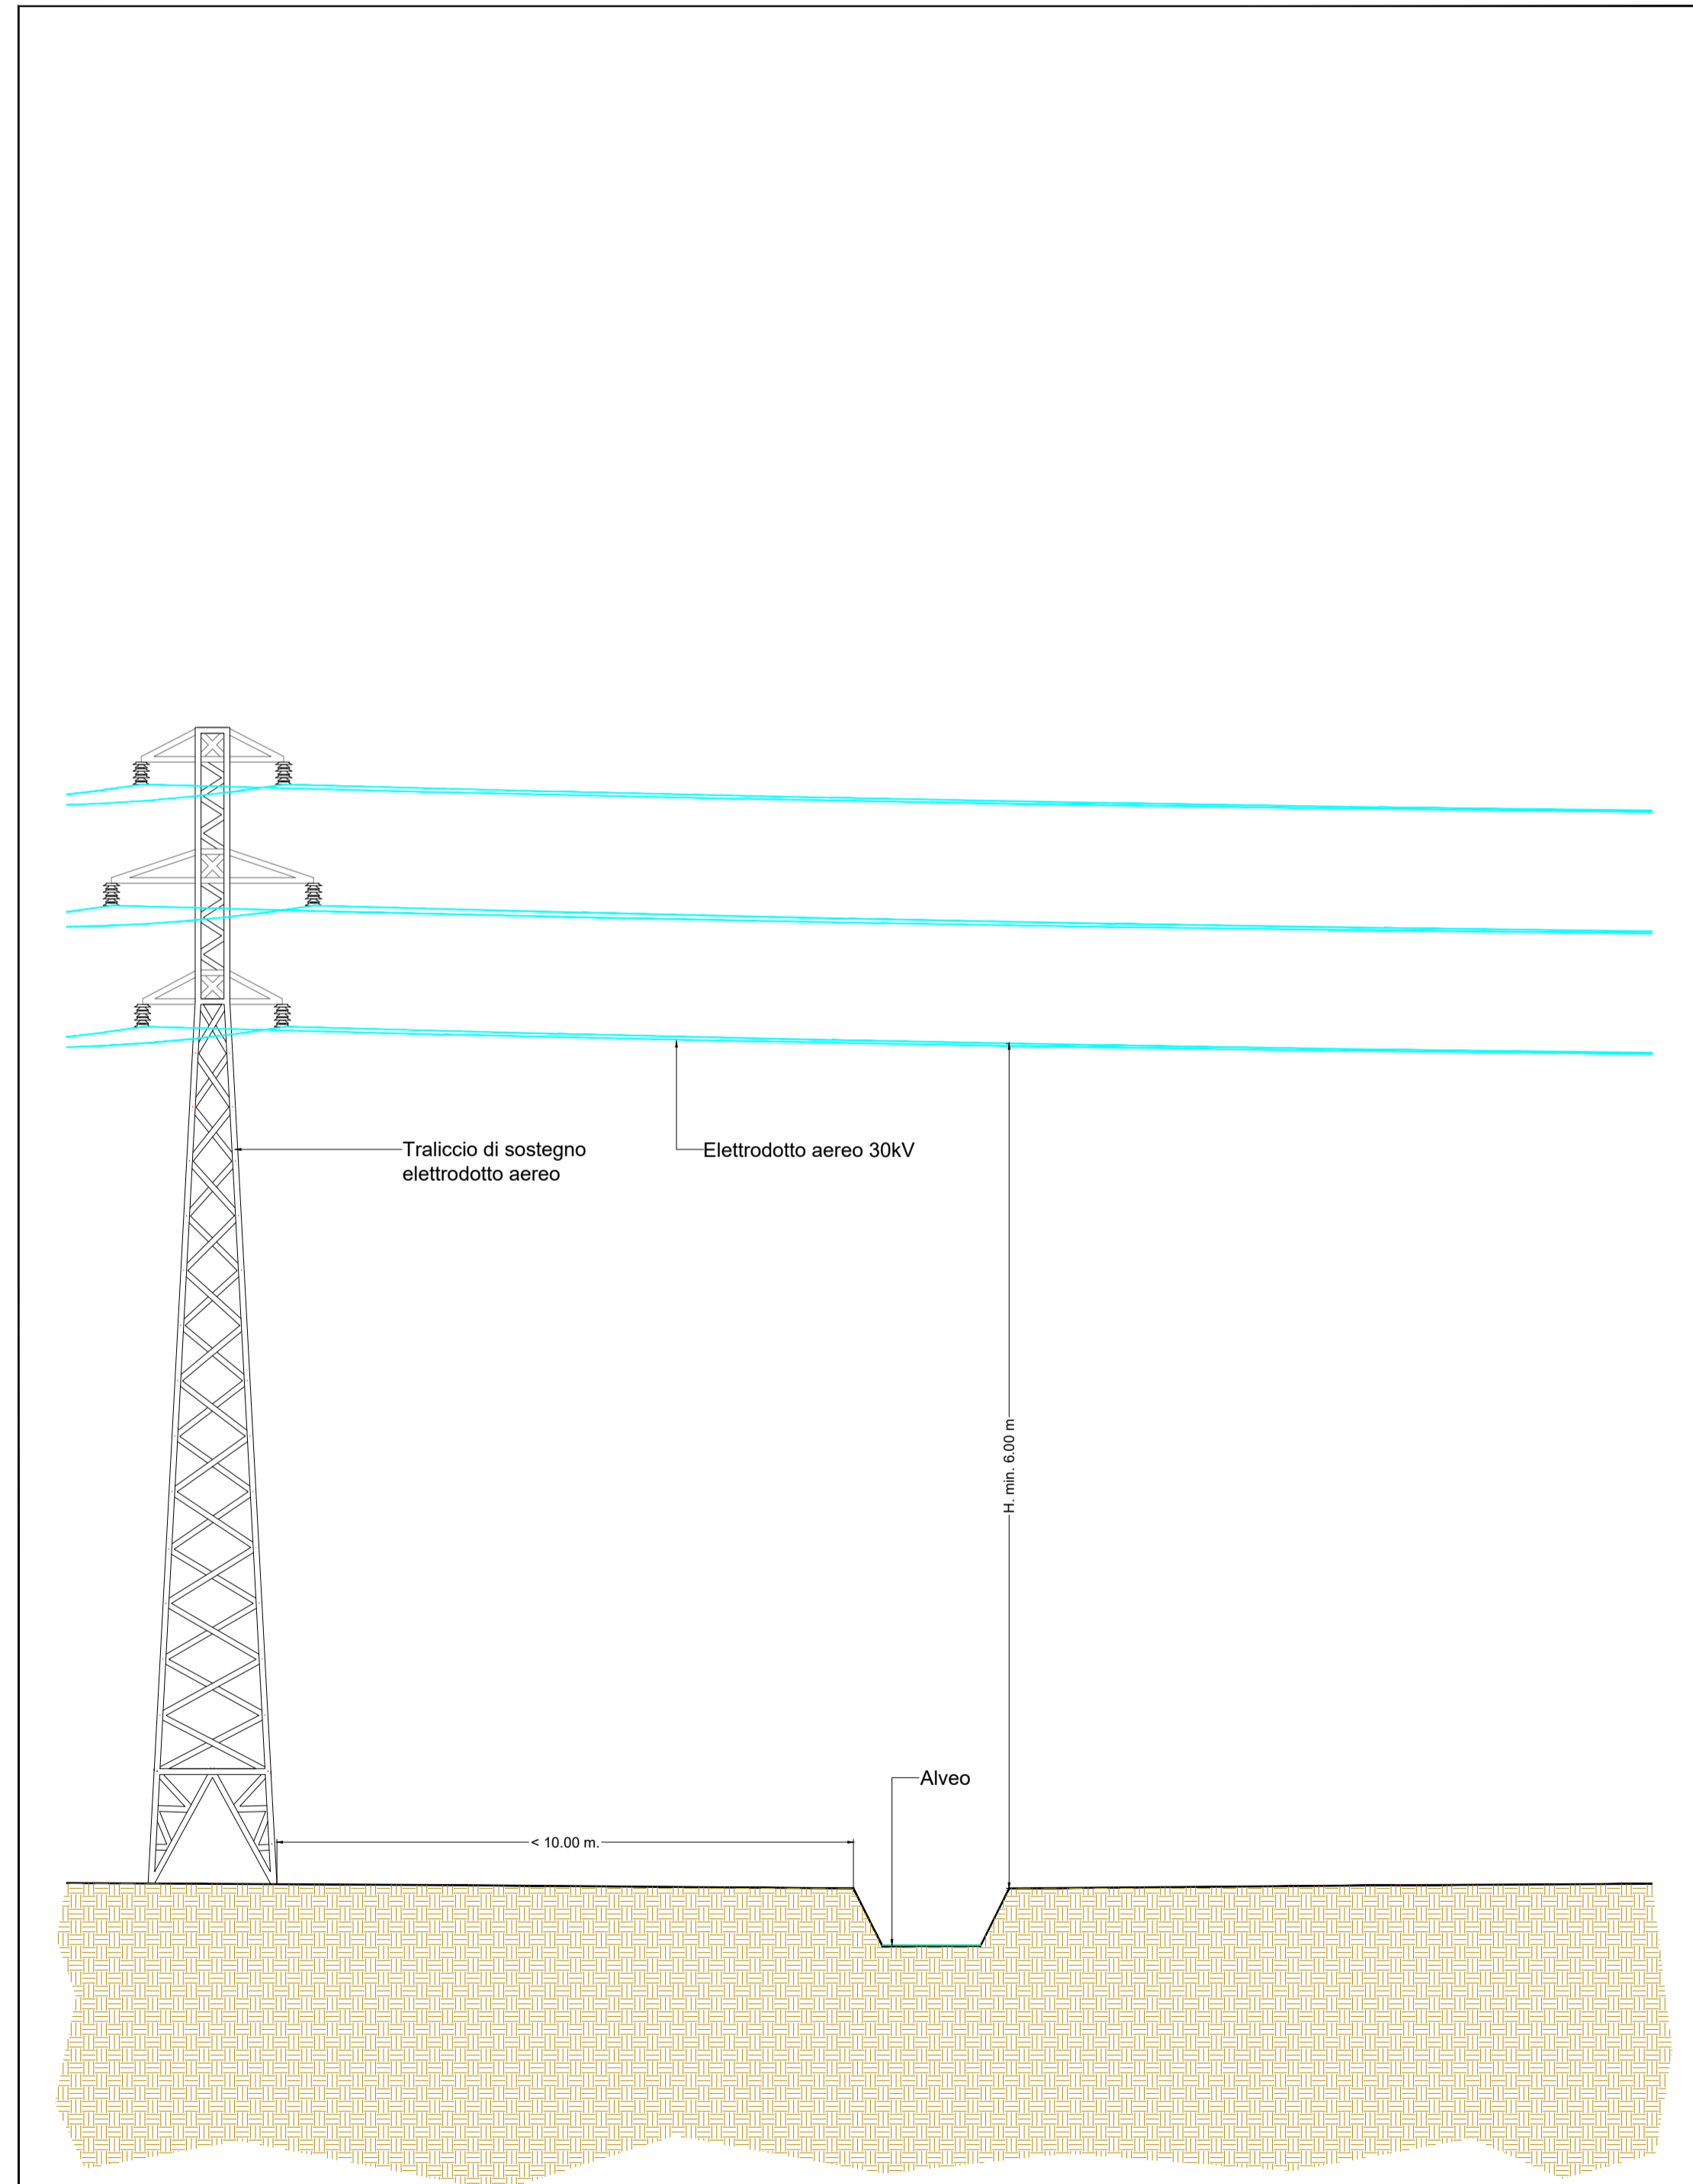 Traliccio di sostegno
elettrodotto aereo
Elettrodotto aereo 30kV
H. min. 6.00 m
Alveo
< 10.00 m.